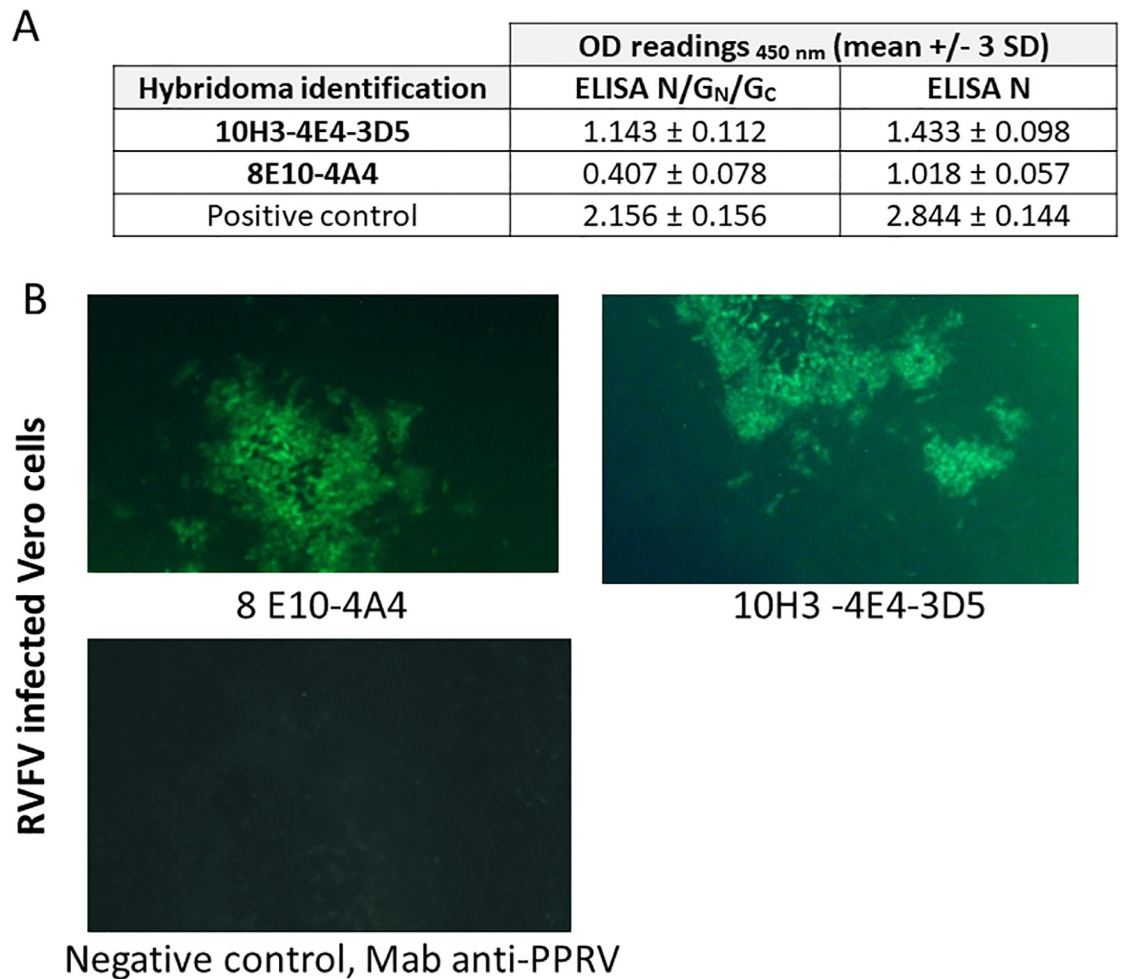 A
OD readings 450 nm (mean +/- 3 SD)
Hybridoma identification ELISA N/GN/GC ELISA N
10H3-4E4-3D5 1.143 ± 0.112 1.433 ± 0.098
8E10-4A4 0.407 ± 0.078 1.018 ± 0.057
Positive control 2.156 ± 0.156 2.844 ± 0.144
B
RVFV infected Vero cells
8 E10-4A4
10H3 -4E4-3D5
Negative control, Mab anti-PPRV